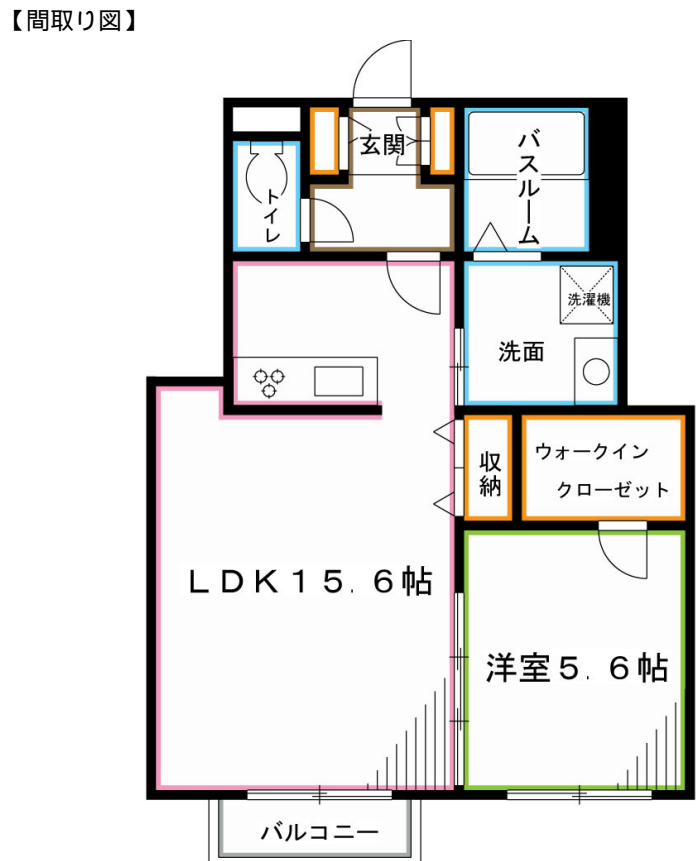 【間取り図】
玄関
バスルーム
トイレ
洗濯機
洗面
収納
ウォークイン
クローゼット
LDK15.6帖
洋室5.6帖
バルコニー